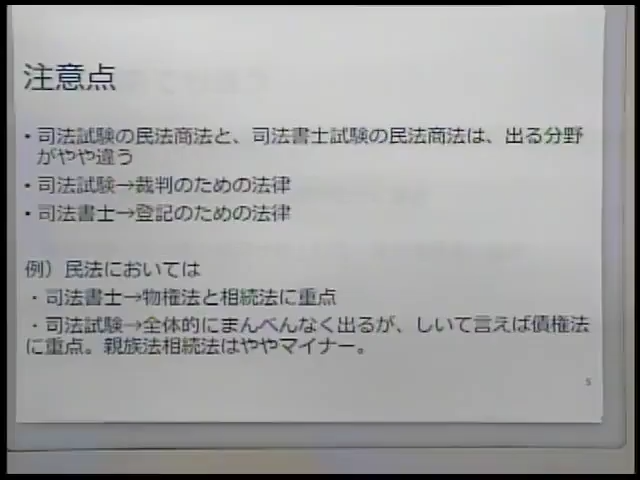 注意点
・司法試験の民法商法と、司法書士試験の民法商法は、出る分野
がやや違う
・司法試験→裁判のための法律
・司法書士→登記のための法律
例）民法においては
・司法書士→物権法と相続法に重点
・司法試験→全体的にまんべんなく出るが、しいて言えば債権法
に重点。親族法相続法はややマイナー。
5